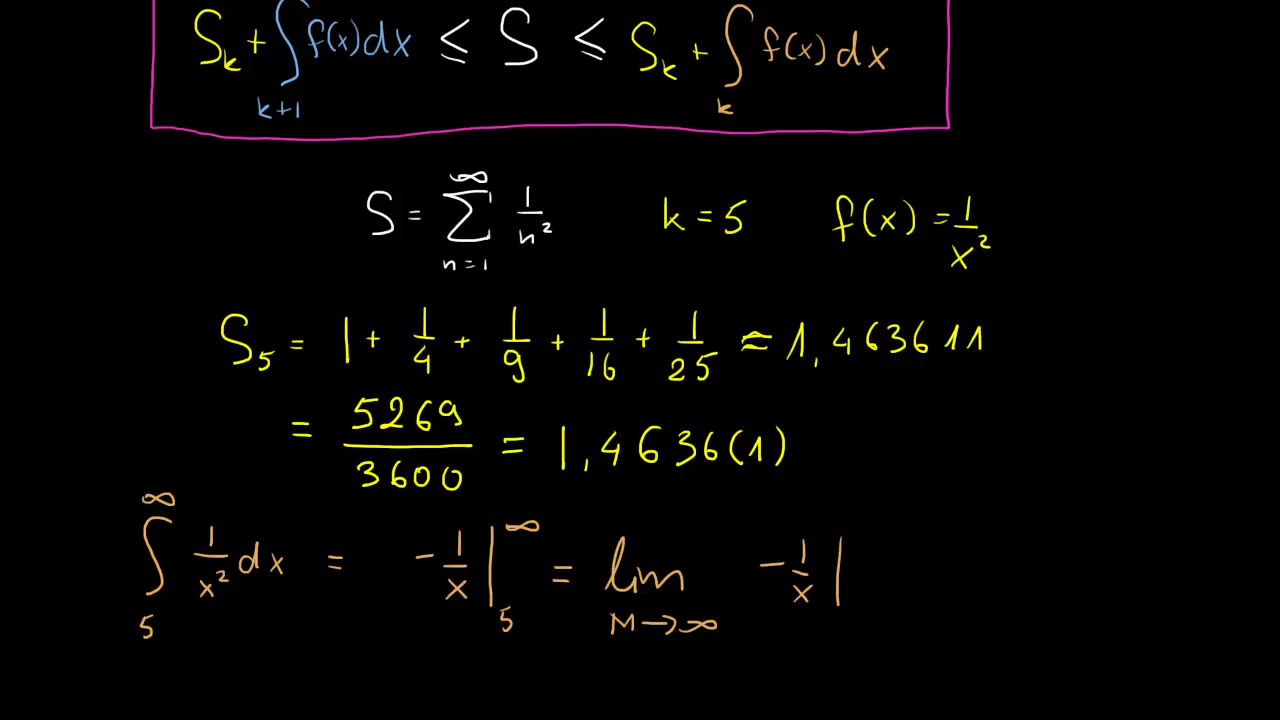 S_k + ∫_{k+1} f(x)dx ≤ S ≤ S_k + ∫_k f(x)dx
S = ∑_{n=1}^{∞} 1/n² k = 5 f(x) = 1/x²
S_5 = 1 + 1/4 + 1/9 + 1/16 + 1/25 ≈ 1,463611
= 5269/3600 = 1,4636(1)
∫_5^∞ 1/x² dx = -1/x |_5^∞ = lim_{M→∞} -1/x |